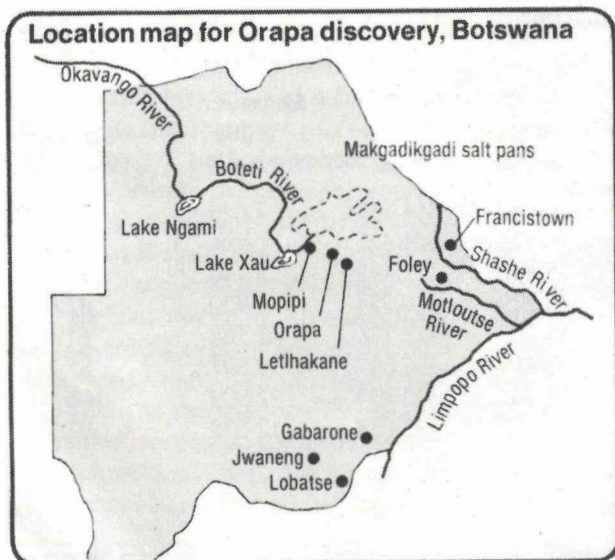 Location map for Orapa discovery, Botswana
Okavango River
Makgadikgadi salt pans
Boteti River
Francistown
Lake Ngami
Shashe River
Lake Xau
Foley
Mopipi
Motloutse
River
Orapa
Letlhakane
Limpopo River
Gabarone
Jwaneng
Lobatse